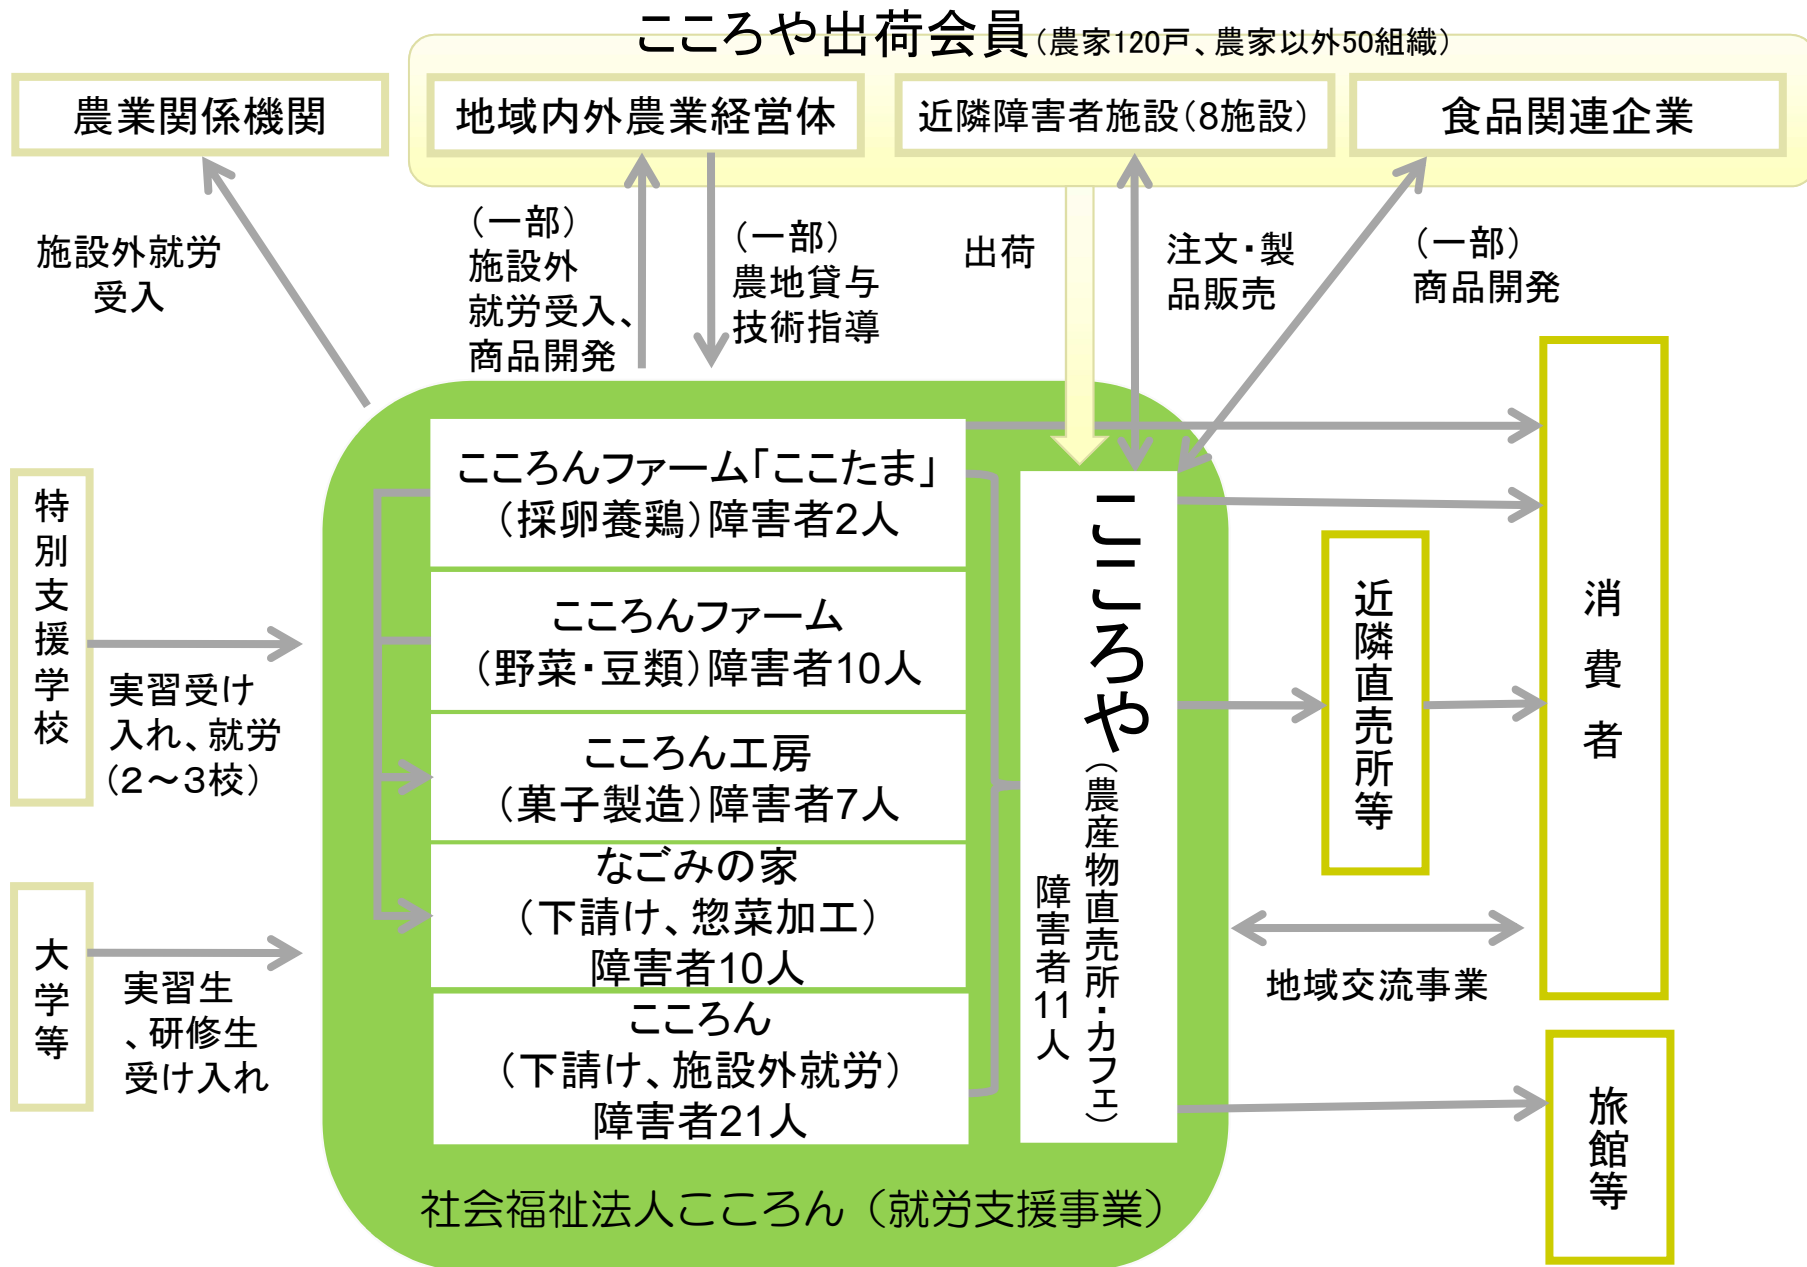 こころや出荷会員(農家120戸、農家以外50組織)
農業関係機関
地域内外農業経営体
近隣障害者施設(8施設)
食品関連企業
施設外就労
受入
(一部)
施設外
就労受入、
商品開発
(一部)
農地貸与
技術指導
出荷
注文・製
品販売
(一部)
商品開発
特別支援学校
実習受け
入れ、就労
(2~3校)
大学等
実習生
、研修生
受け入れ
こころんファーム「ここたま」
(採卵養鶏)障害者2人
こころんファーム
(野菜・豆類)障害者10人
こころん工房
(菓子製造)障害者7人
なごみの家
(下請け、惣菜加工)
障害者10人
こころん
(下請け、施設外就労)
障害者21人
こころや(農産物直売所・カフェ)
障害者11人
近隣直売所等
消費者
地域交流事業
旅館等
社会福祉法人こころん(就労支援事業)